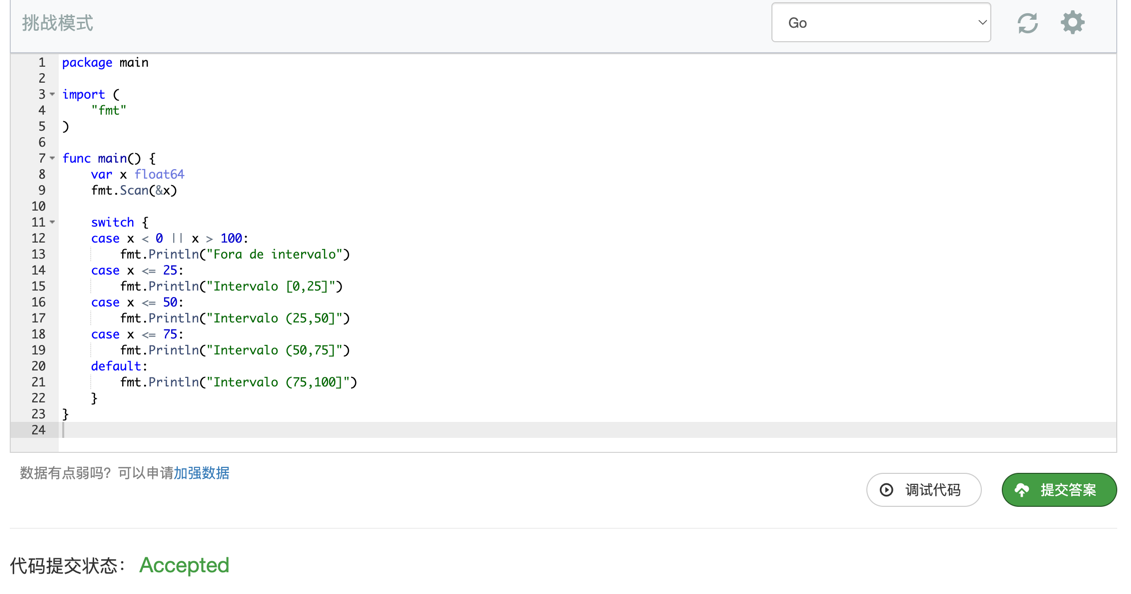 挑战模式
Go
1 package main
2
3 import (
4     "fmt"
5 )
6
7 func main() {
8     var x float64
9     fmt.Scan(&x)
10
11     switch {
12     case x < 0 || x > 100:
13         fmt.Println("Fora de intervalo")
14     case x <= 25:
15         fmt.Println("Intervalo [0,25]")
16     case x <= 50:
17         fmt.Println("Intervalo (25,50]")
18     case x <= 75:
19         fmt.Println("Intervalo (50,75]")
20     default:
21         fmt.Println("Intervalo (75,100]")
22     }
23 }
24
数据有点弱吗？可以申请加强数据
调试代码
提交答案
代码提交状态： Accepted